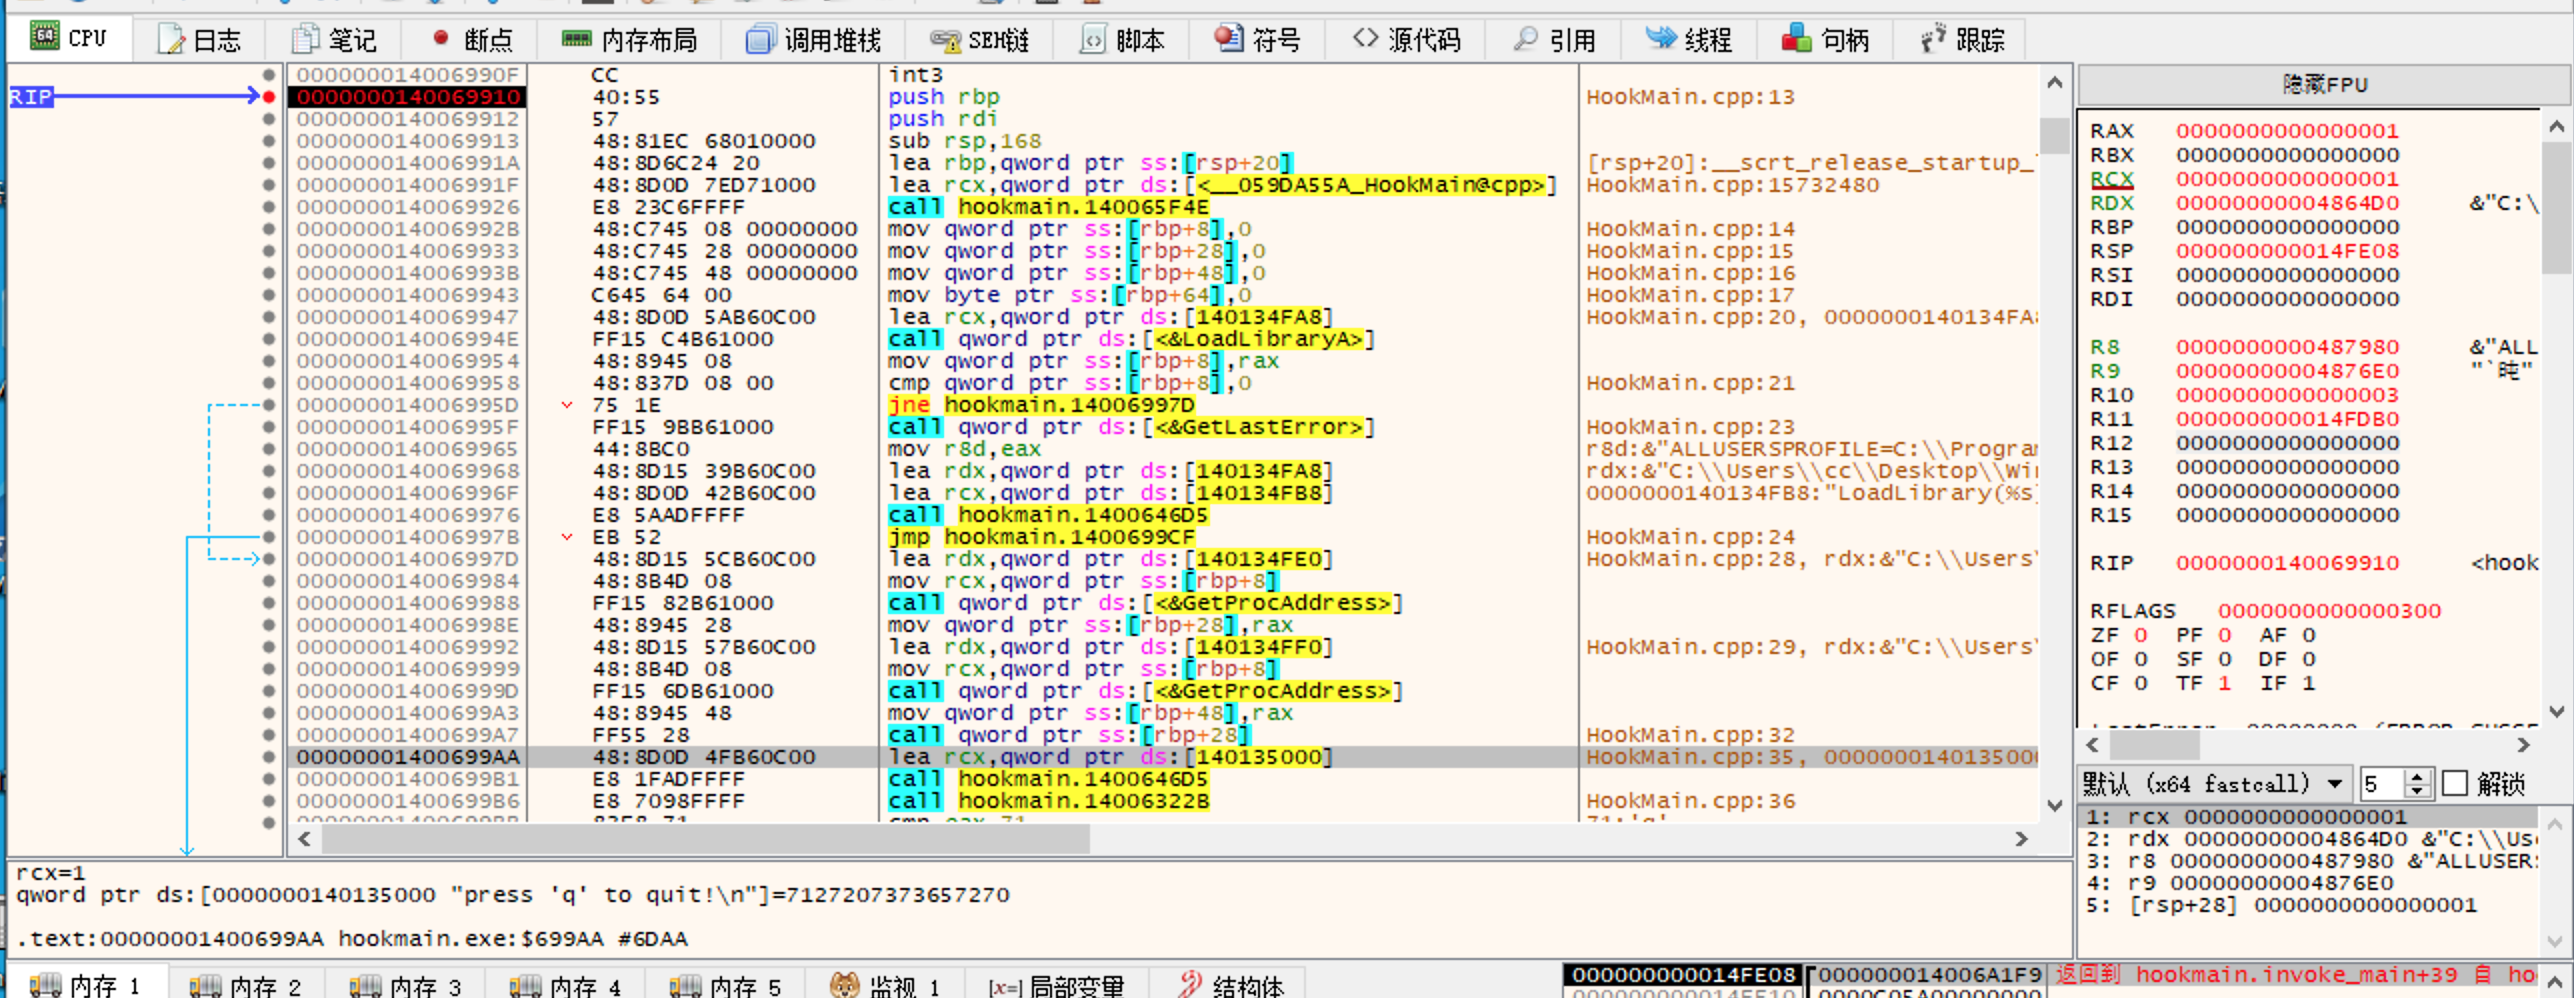 CPU 日志 笔记 断点 内存布局 调用堆栈 SEH链 脚本 符号 源代码 引用 线程 句柄 跟踪
000000014006990F CC int3
RIP 0000000140069910 40:55 push rbp HookMain.cpp:13
0000000140069912 57 push rdi
0000000140069913 48:81EC 68010000 sub rsp,168
000000014006991A 48:8D6C24 20 lea rbp,qword ptr ss:[rsp+20] [rsp+20]:__scrt_release_startup_
000000014006991F 48:8D0D 7ED71000 lea rcx,qword ptr ds:[<__059DA55A_HookMain@cpp>] HookMain.cpp:15732480
0000000140069926 E8 23C6FFFF call hookmain.140065F4E
000000014006992B 48:C745 08 00000000 mov qword ptr ss:[rbp+8],0 HookMain.cpp:14
0000000140069933 48:C745 28 00000000 mov qword ptr ss:[rbp+28],0 HookMain.cpp:15
000000014006993B 48:C745 48 00000000 mov qword ptr ss:[rbp+48],0 HookMain.cpp:16
0000000140069943 C645 64 00 mov byte ptr ss:[rbp+64],0 HookMain.cpp:17
0000000140069947 48:8D0D 5AB60C00 lea rcx,qword ptr ds:[140134FA8] HookMain.cpp:20, 0000000140134FA8
000000014006994E FF15 C4B61000 call qword ptr ds:[<&LoadLibraryA>]
0000000140069954 48:8945 08 mov qword ptr ss:[rbp+8],rax
0000000140069958 48:837D 08 00 cmp qword ptr ss:[rbp+8],0 HookMain.cpp:21
000000014006995D 75 1E jne hookmain.14006997D
000000014006995F FF15 9BB61000 call qword ptr ds:[<&GetLastError>] HookMain.cpp:23
0000000140069965 44:8BC0 mov r8d,eax r8d:&"ALLUSERSPROFILE=C:\\Program
0000000140069968 48:8D15 39B60C00 lea rdx,qword ptr ds:[140134FA8] rdx:&"C:\\Users\\cc\\Desktop\\Wi
000000014006996F 48:8D0D 42B60C00 lea rcx,qword ptr ds:[140134FB8] 0000000140134FB8:"LoadLibrary(%s)
0000000140069976 E8 5AADFFFF call hookmain.1400646D5
000000014006997B EB 52 jmp hookmain.1400699CF HookMain.cpp:24
000000014006997D 48:8D15 5CB60C00 lea rdx,qword ptr ds:[140134FE0] HookMain.cpp:28, rdx:&"C:\\Users\
0000000140069984 48:8B4D 08 mov rcx,qword ptr ss:[rbp+8]
0000000140069988 FF15 82B61000 call qword ptr ds:[<&GetProcAddress>]
000000014006998E 48:8945 28 mov qword ptr ss:[rbp+28],rax
0000000140069992 48:8D15 57B60C00 lea rdx,qword ptr ds:[140134FF0] HookMain.cpp:29, rdx:&"C:\\Users\
0000000140069999 48:8B4D 08 mov rcx,qword ptr ss:[rbp+8]
000000014006999D FF15 6DB61000 call qword ptr ds:[<&GetProcAddress>]
00000001400699A3 48:8945 48 mov qword ptr ss:[rbp+48],rax
00000001400699A7 FF55 28 call qword ptr ss:[rbp+28] HookMain.cpp:32
00000001400699AA 48:8D0D 4FB60C00 lea rcx,qword ptr ds:[140135000] HookMain.cpp:35, 0000000140135000
00000001400699B1 E8 1FADFFFF call hookmain.1400646D5
00000001400699B6 E8 7098FFFF call hookmain.14006322B HookMain.cpp:36
隐藏FPU
RAX 0000000000000001
RBX 0000000000000000
RCX 0000000000000001
RDX 00000000004864D0 &"C:\
RBP 0000000000000000
RSP 000000000014FE08
RSI 0000000000000000
RDI 0000000000000000
R8 0000000000487980 &"ALL
R9 00000000004876E0 "`盹"
R10 0000000000000003
R11 000000000014FDB0
R12 0000000000000000
R13 0000000000000000
R14 0000000000000000
R15 0000000000000000
RIP 0000000140069910 <hook
RFLAGS 0000000000000300
ZF 0 PF 0 AF 0
OF 0 SF 0 DF 0
CF 0 TF 1 IF 1
默认 (x64 fastcall) 5 解锁
1: rcx 0000000000000001
2: rdx 00000000004864D0 &"C:\\Us
3: r8 0000000000487980 &"ALLUSER
4: r9 00000000004876E0
5: [rsp+28] 0000000000000001
rcx=1
qword ptr ds:[0000000140135000 "press 'q' to quit!\n"]=7127207373657270
.text:00000001400699AA hookmain.exe:$699AA #6DAA
内存 1 内存 2 内存 3 内存 4 内存 5 监视 1 [x=] 局部变量 结构体
000000000014FE08 000000014006A1F9 返回到 hookmain.invoke_main+39 自 ho